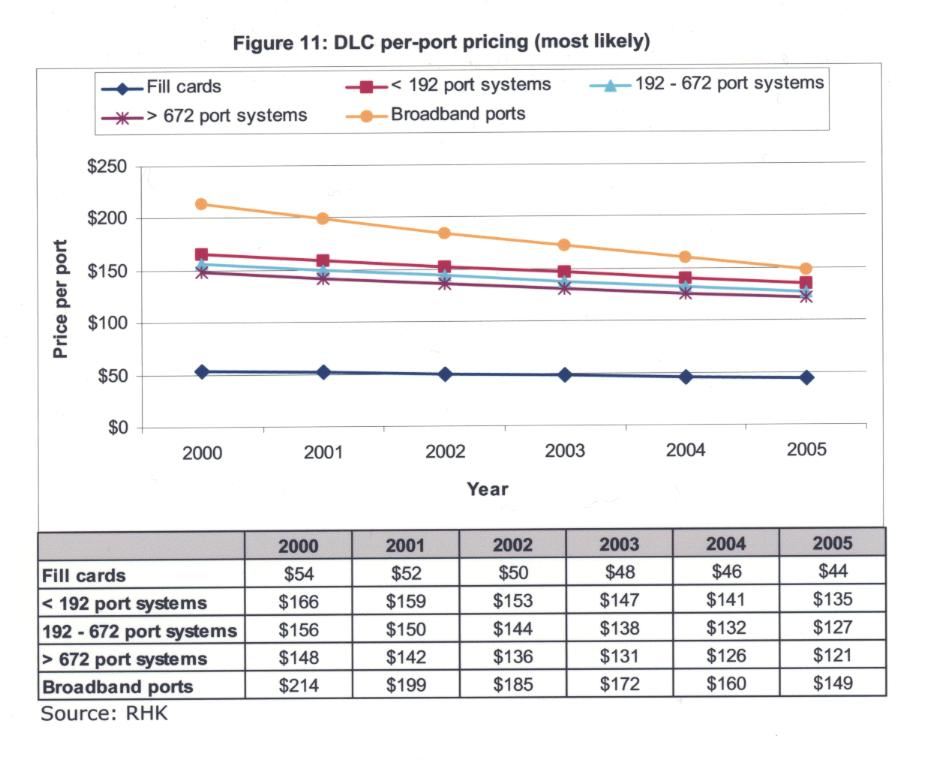 Figure 11: DLC per-port pricing (most likely)
Fill cards < 192 port systems 192 - 672 port systems
> 672 port systems Broadband ports
$250
$200
$150
$100
$50
$0
Price per port
2000 2001 2002 2003 2004 2005
Year
2000 2001 2002 2003 2004 2005
Fill cards $54 $52 $50 $48 $46 $44
< 192 port systems $166 $159 $153 $147 $141 $135
192 - 672 port systems $156 $150 $144 $138 $132 $127
> 672 port systems $148 $142 $136 $131 $126 $121
Broadband ports $214 $199 $185 $172 $160 $149
Source: RHK